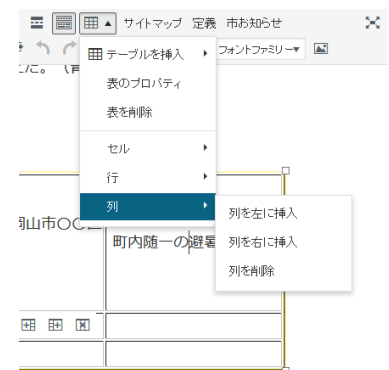 サイトマップ 定義 市お知らせ
テーブルを挿入
フォントファミリー
表のプロパティ
表を削除
セル
行
列
列を左に挿入
列を右に挿入
列を削除
山市〇〇
町内随一の避暑